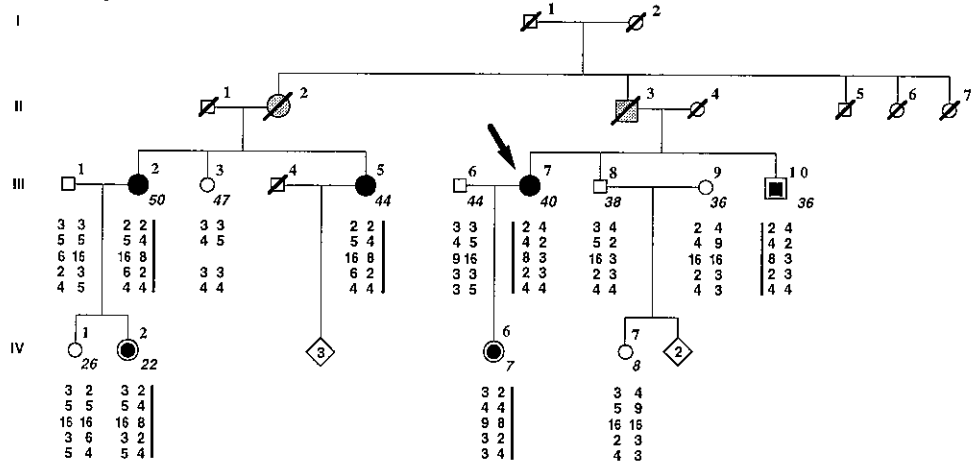 I 1 2
II 1 2 3 4 5 6 7
III 1 2 3 4 5 6 7 8 9 10
50 47 44 44 40 38 36 36
3 3 2 2 3 3 2 2 3 3 2 4 3 4 2 4 2 4
5 5 5 4 4 5 5 4 4 5 4 2 5 2 4 9 4 2
6 16 16 8 16 8 9 16 8 3 16 3 16 16 8 3
2 3 6 2 3 3 6 2 3 3 2 3 2 3 2 3 2 3
4 5 4 4 4 4 4 4 3 5 4 4 4 4 4 3 4 4
IV 1 2 3 6 7 2
26 22 7 8
3 2 3 2 3 2 3 4
5 5 5 4 4 4 5 9
16 16 16 8 9 8 16 16
3 6 3 2 3 2 2 3
5 4 5 4 3 4 4 3